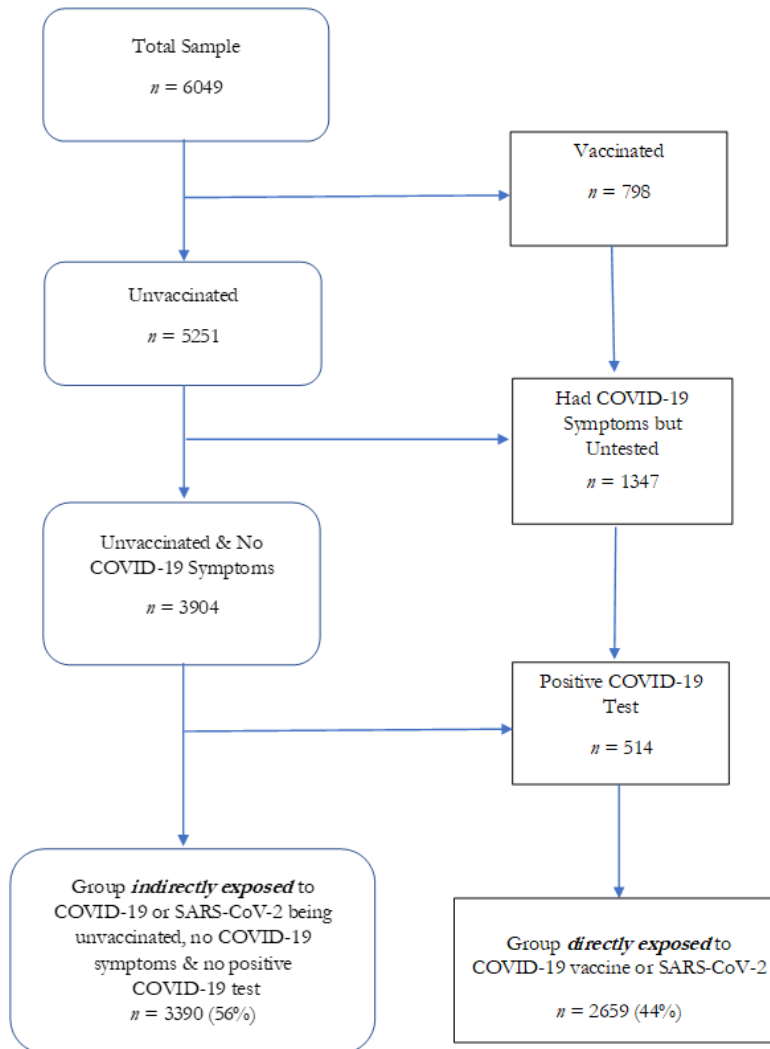 Total Sample
n = 6049
Vaccinated
n = 798
Unvaccinated
n = 5251
Had COVID-19
Symptoms but
Untested
n = 1347
Unvaccinated & No
COVID-19 Symptoms
n = 3904
Positive COVID-19
Test
n = 514
Group indirectly exposed to
COVID-19 or SARS-CoV-2 being
unvaccinated, no COVID-19
symptoms & no positive
COVID-19 test
n = 3390 (56%)
Group directly exposed to
COVID-19 vaccine or SARS-CoV-2
n = 2659 (44%)